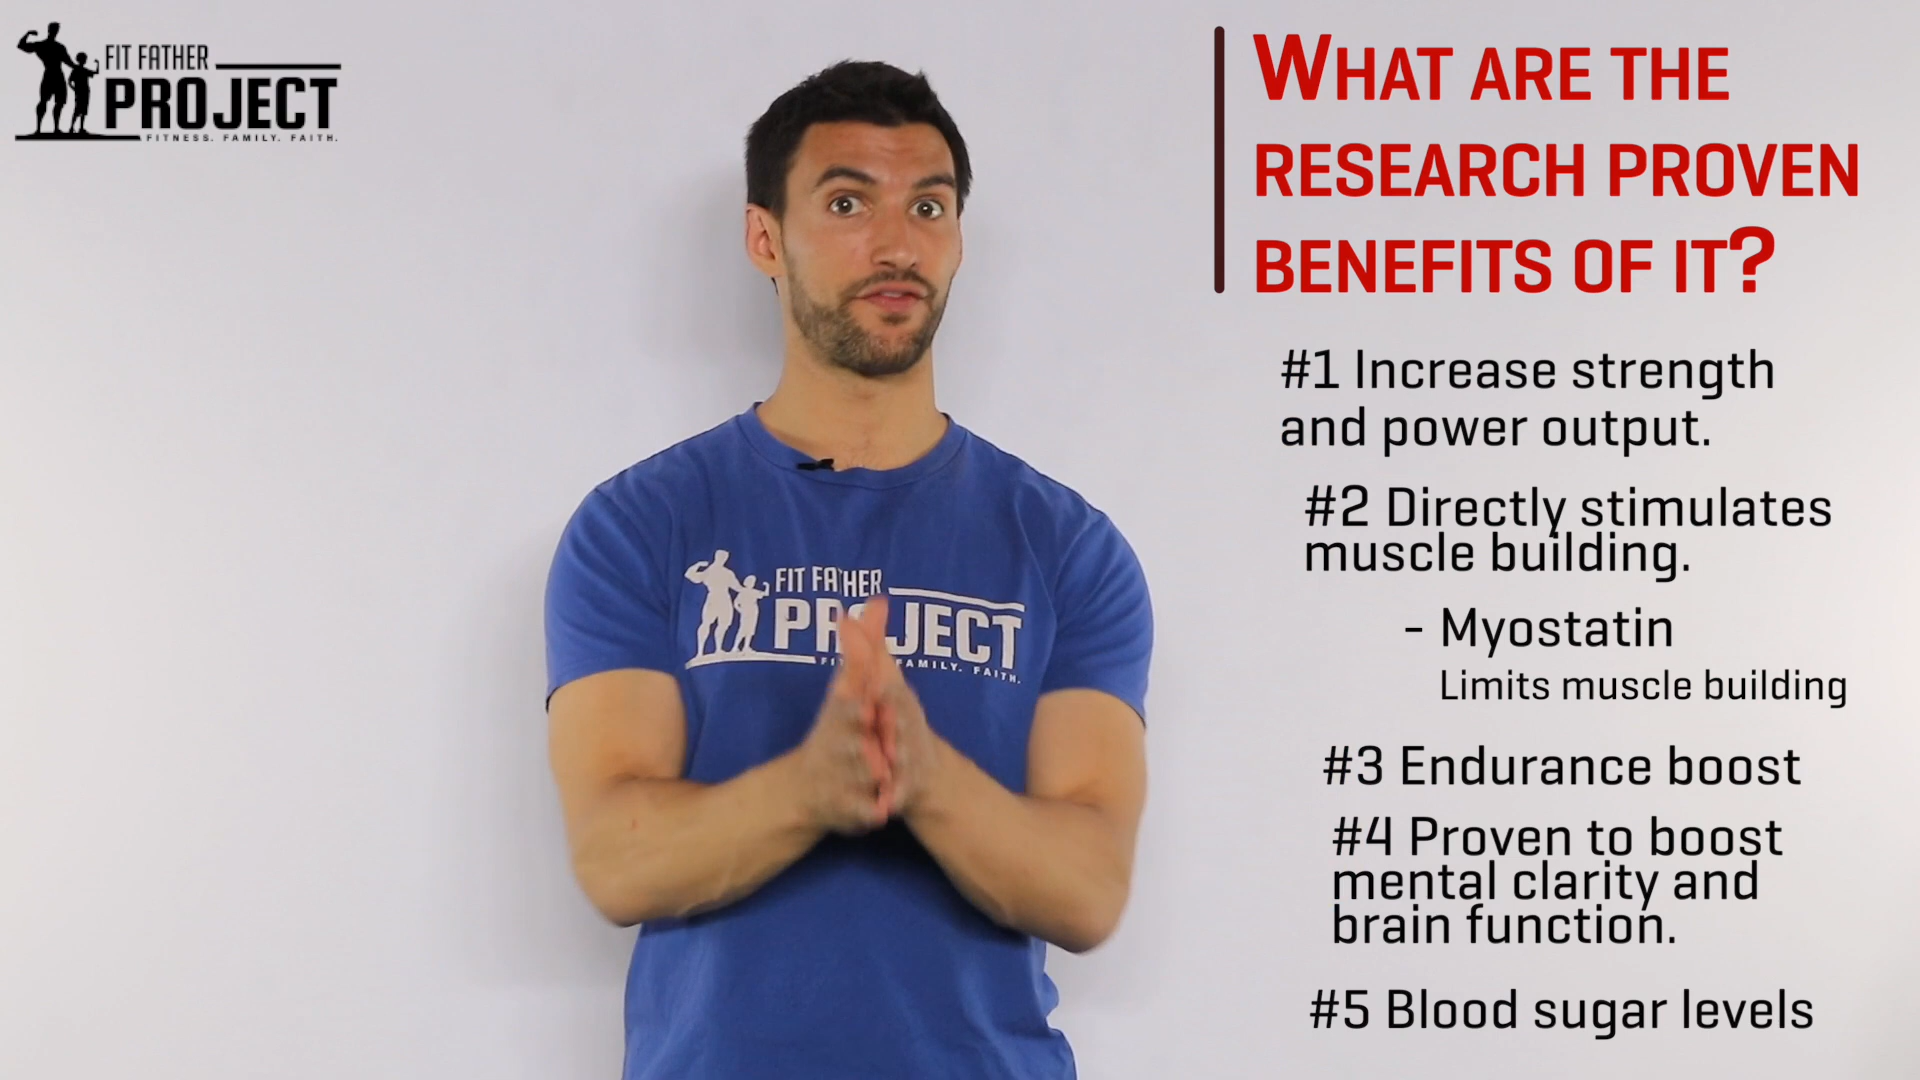 FIT FATHER
PROJECT
FITNESS. FAMILY. FAITH.
WHAT ARE THE
RESEARCH PROVEN
BENEFITS OF IT?
#1 Increase strength
and power output.
#2 Directly stimulates
muscle building.
- Myostatin
Limits muscle building
#3 Endurance boost
#4 Proven to boost
mental clarity and
brain function.
#5 Blood sugar levels
FIT FATHER
PROJECT
FAMILY. FAITH.